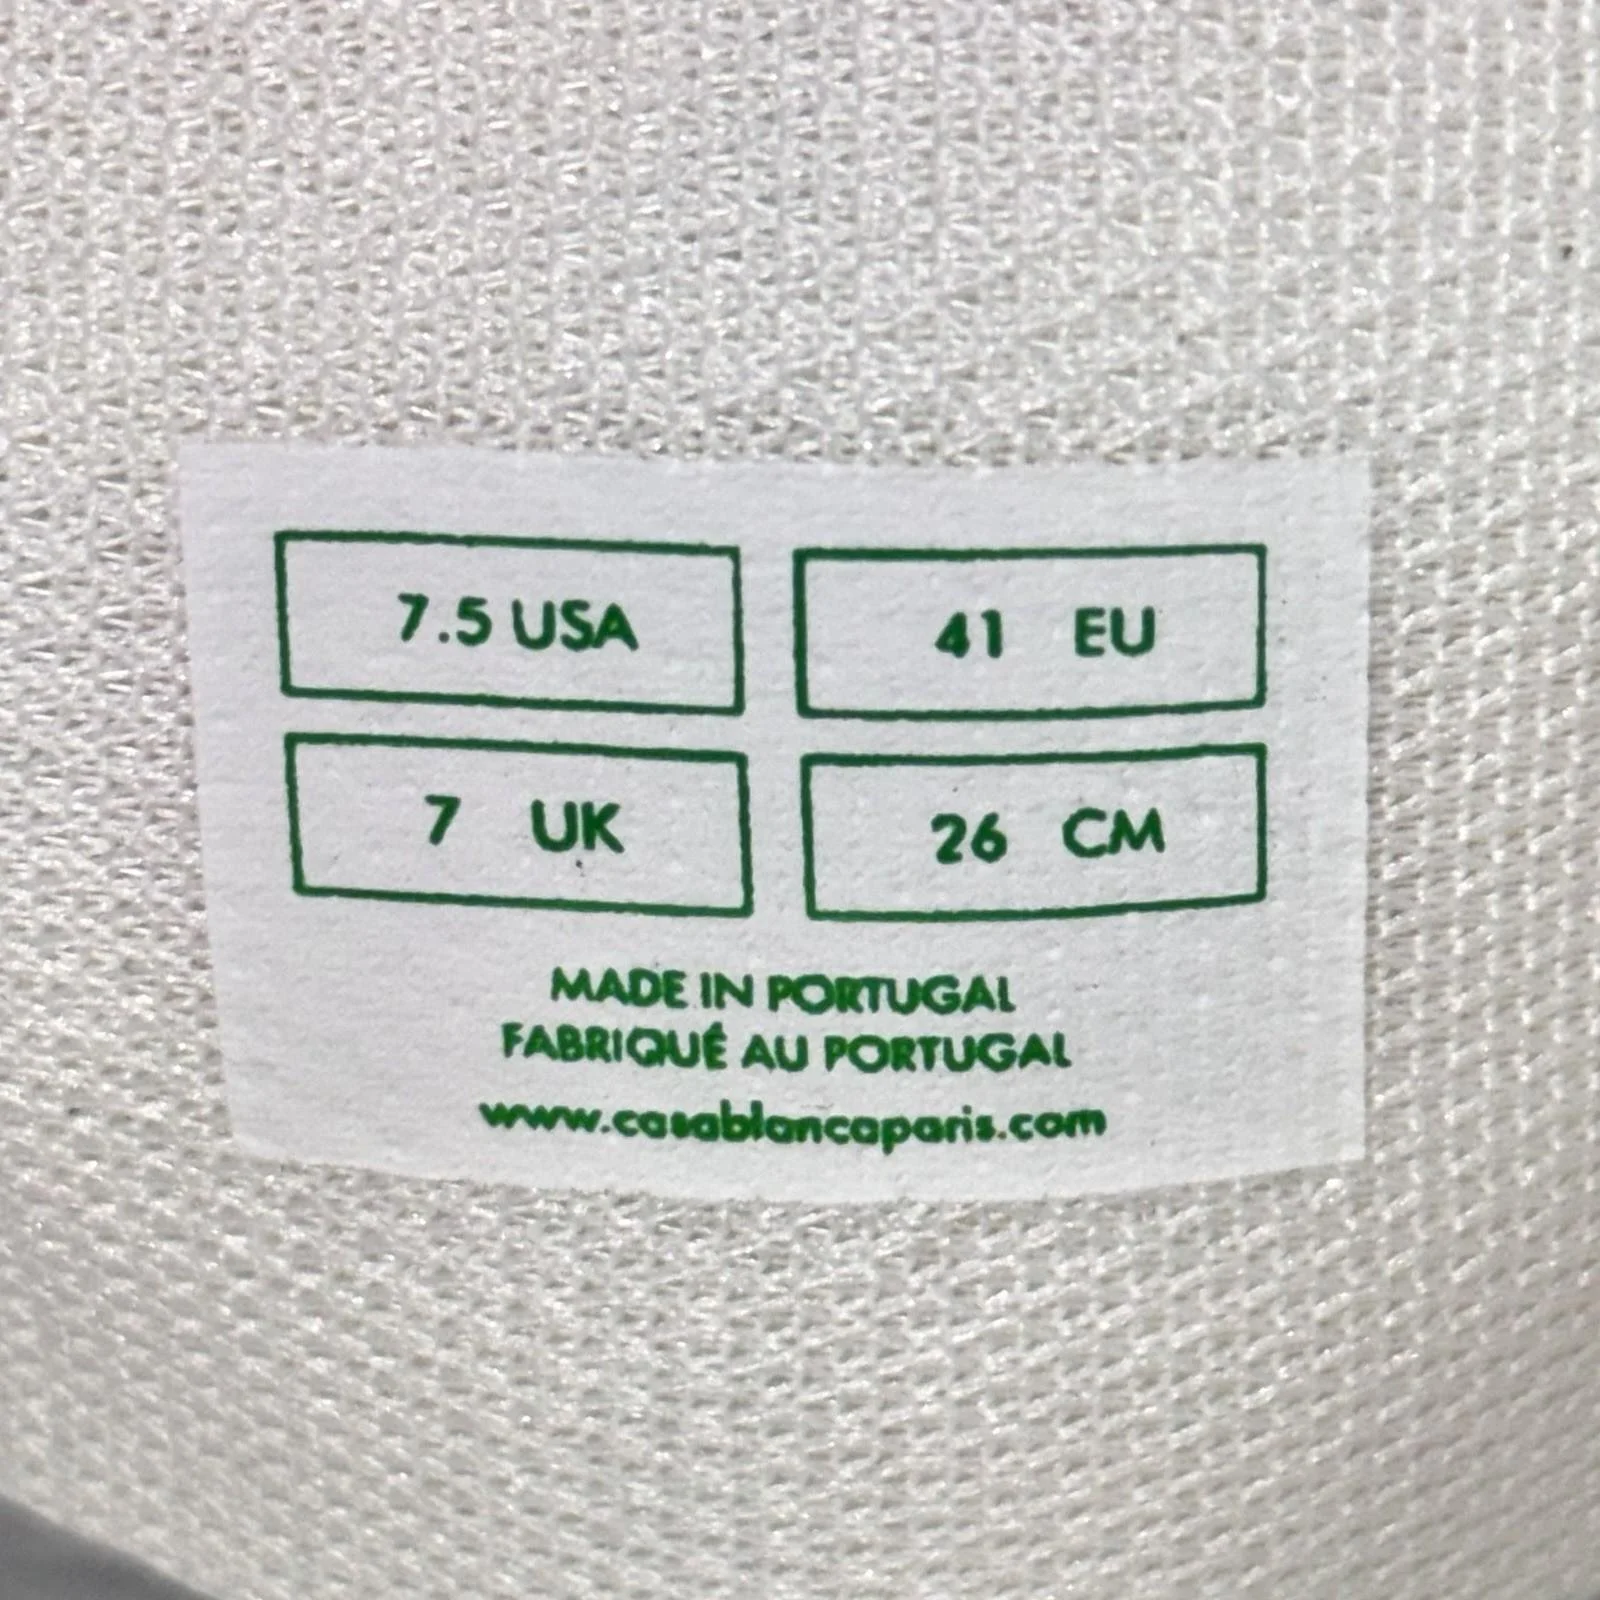 7.5 USA
41 EU
7 UK
26 CM
MADE IN PORTUGAL
FABRIQUÉ AU PORTUGAL
www.casablancaparis.com